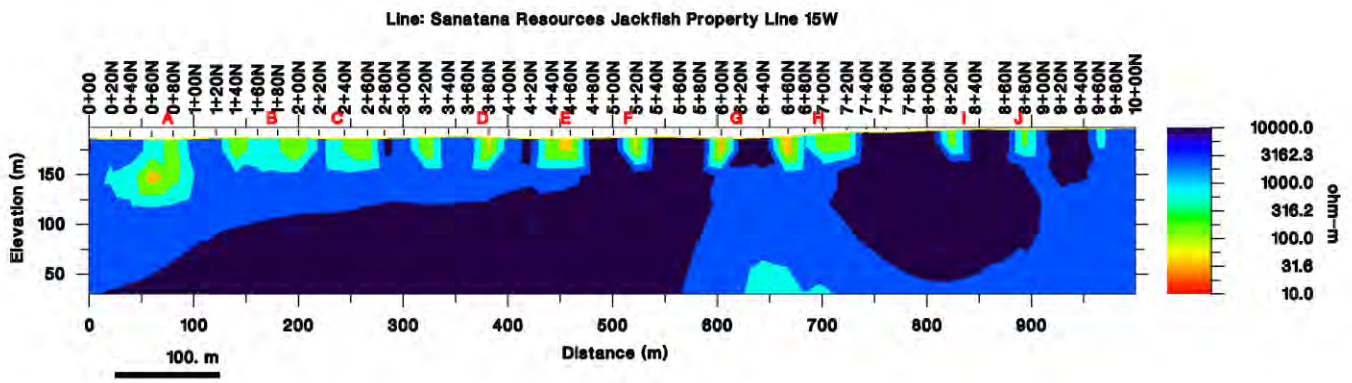 Line: Sanatana Resources Jackfish Property Line 15W
0+00 0+20N 0+40N 0+60N 0+80N 1+00N 1+20N 1+40N 1+60N 1+80N 2+00N 2+20N 2+40N 2+60N 2+80N 3+00N 3+20N 3+40N 3+60N 3+80N 4+00N 4+20N 4+40N 4+60N 4+80N 5+00N 5+20N 5+40N 5+60N 5+80N 6+00N 6+20N 6+40N 6+60N 6+80N 7+00N 7+20N 7+40N 7+60N 7+80N 8+00N 8+20N 8+40N 8+60N 8+80N 9+00N 9+20N 9+40N 9+60N 9+80N 10+00N
A B C D E F G H I J
Elevation (m)
150
100
50
0 100 200 300 400 500 600 700 800 900
Distance (m)
100. m
10000.0
3162.3
1000.0
316.2
100.0
31.6
10.0
ohm-m